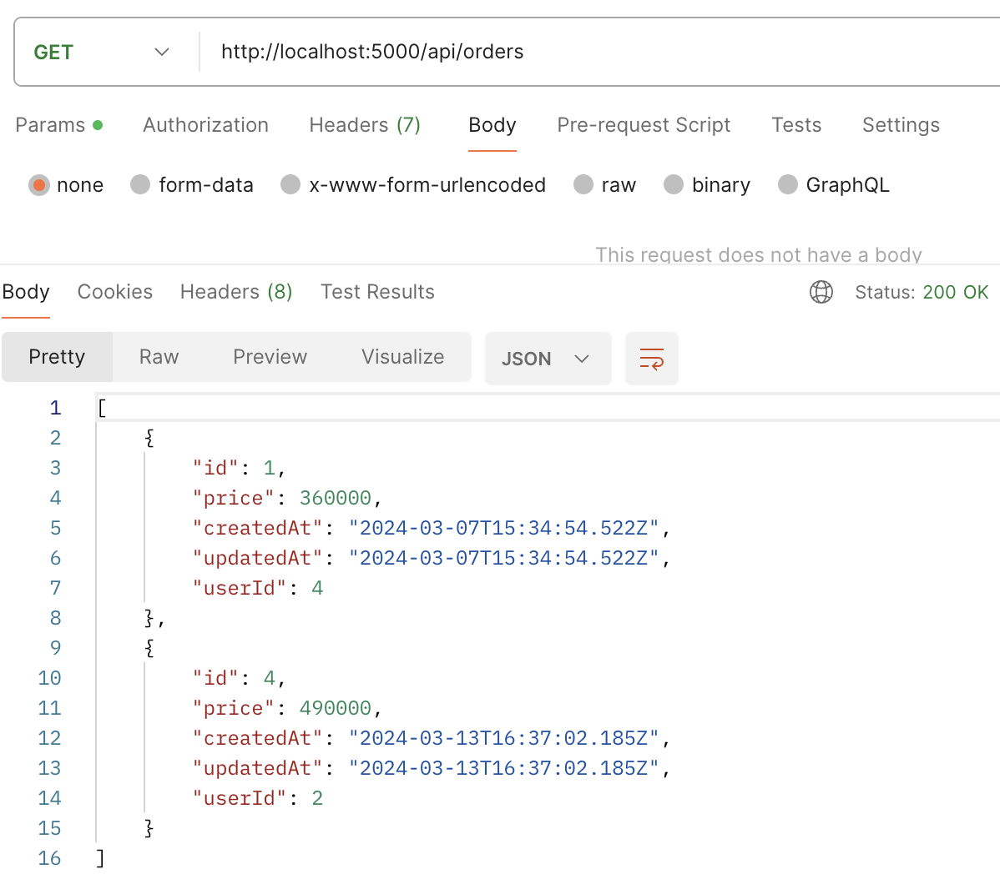 GET http://localhost:5000/api/orders
Params Authorization Headers (7) Body Pre-request Script Tests Settings
none form-data x-www-form-urlencoded raw binary GraphQL
This request does not have a body
Body Cookies Headers (8) Test Results Status: 200 OK
Pretty Raw Preview Visualize JSON
1 [
2 {
3 "id": 1,
4 "price": 360000,
5 "createdAt": "2024-03-07T15:34:54.522Z",
6 "updatedAt": "2024-03-07T15:34:54.522Z",
7 "userId": 4
8 },
9 {
10 "id": 4,
11 "price": 490000,
12 "createdAt": "2024-03-13T16:37:02.185Z",
13 "updatedAt": "2024-03-13T16:37:02.185Z",
14 "userId": 2
15 }
16 ]